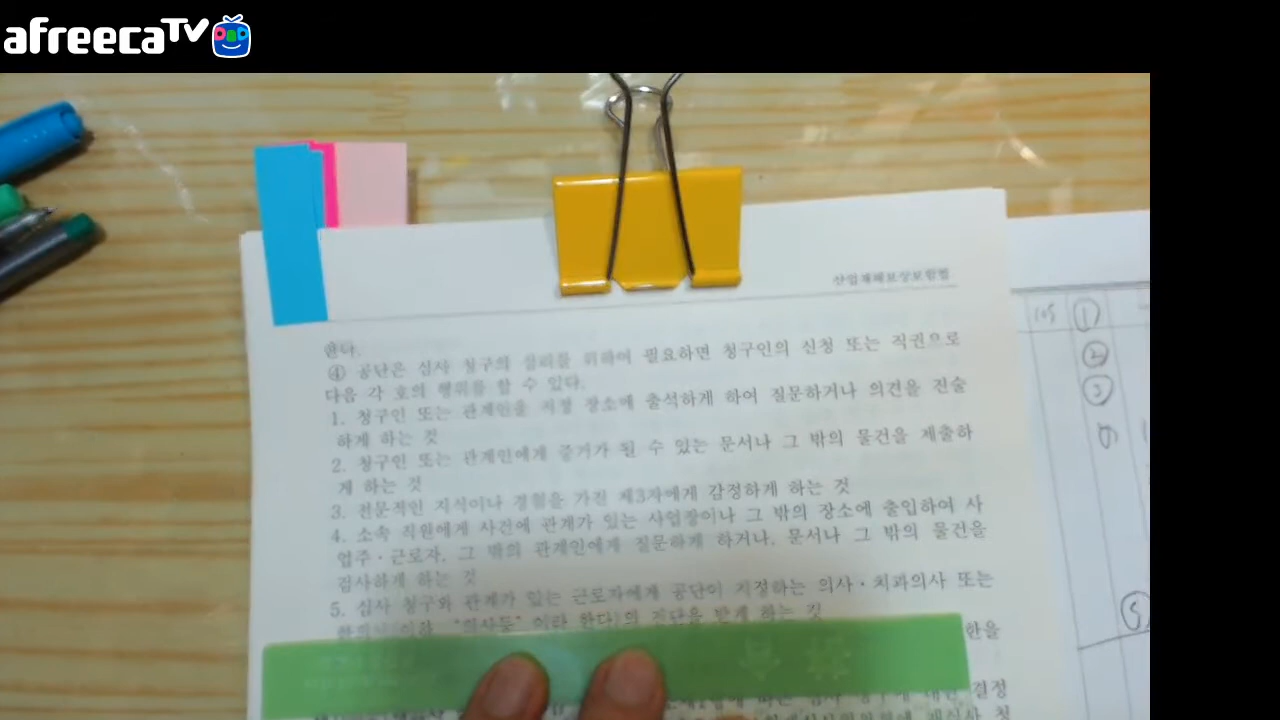 afreecaTV
산업재해보상보험법
한다.
④ 공단은 심사 청구의 심리를 위하여 필요하면 청구인의 신청 또는 직권으로
다음 각 호의 행위를 할 수 있다.
1. 청구인 또는 관계인을 지정 장소에 출석하게 하여 질문하거나 의견을 진술
하게 하는 것
2. 청구인 또는 관계인에게 증거가 될 수 있는 문서나 그 밖의 물건을 제출하
게 하는 것
3. 전문적인 지식이나 경험을 가진 제3자에게 감정하게 하는 것
4. 소속 직원에게 사건에 관계가 있는 사업장이나 그 밖의 장소에 출입하여 사
업주·근로자, 그 밖의 관계인에게 질문하게 하거나, 문서나 그 밖의 물건을
검사하게 하는 것
5. 심사 청구와 관계가 있는 근로자에게 공단이 지정하는 의사·치과의사 또는
이하 "의사등"이라 한다)의 진단을 받게 하는 것
한을
결정
①
②
③
⑤